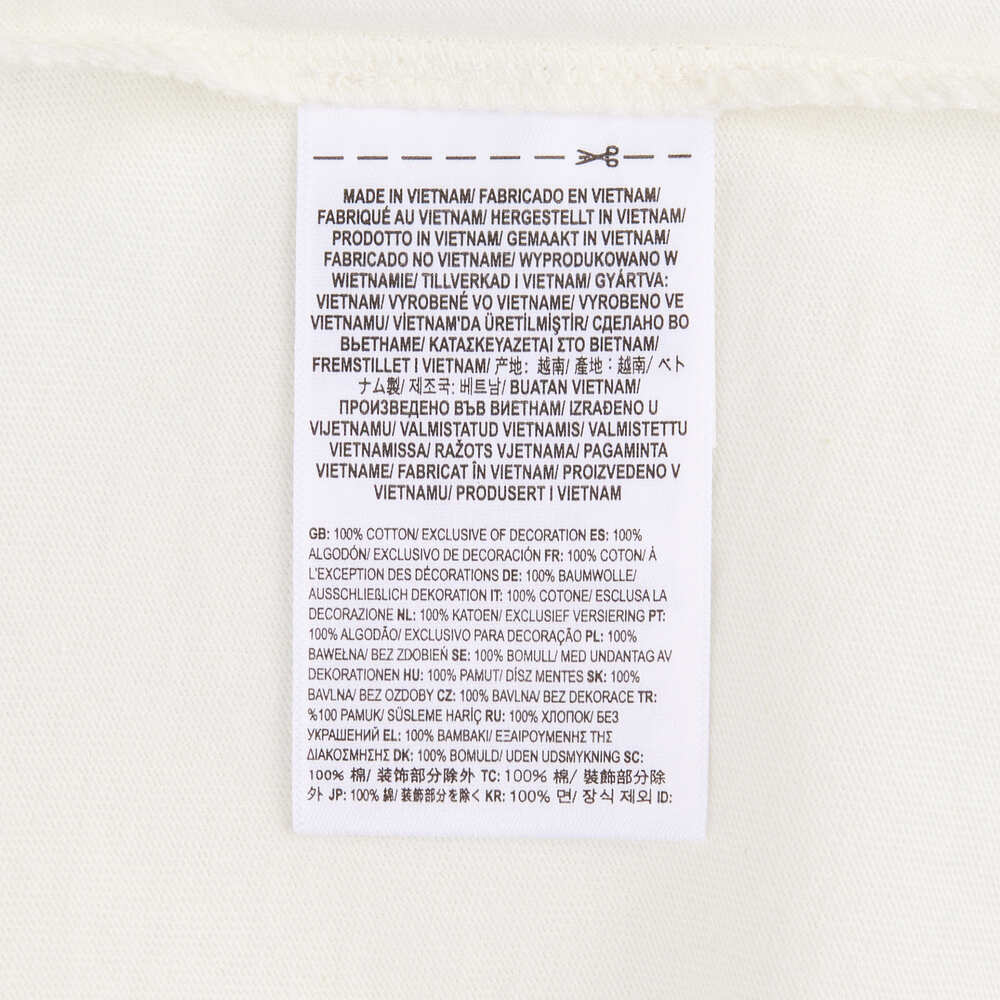 MADE IN VIETNAM/ FABRICADO EN VIETNAM/
FABRIQUÉ AU VIETNAM/ HERGESTELLT IN VIETNAM/
PRODOTTO IN VIETNAM/ GEMAAKT IN VIETNAM/
FABRICADO NO VIETNAME/ WYPRODUKOWANO W
WIETNAMIE/ TILLVERKAD I VIETNAM/ GYÁRTVA:
VIETNAM/ VYROBENÉ VO VIETNAME/ VYROBENO VE
VIETNAMU/ VİETNAM'DA ÜRETİLMİŞTİR/ СДЕЛАНО ВО
ВЬЕТНАМЕ/ ΚΑΤΑΣΚΕΥΑΖΕΤΑΙ ΣΤΟ ΒΙΕΤΝΑΜ/
FREMSTILLET I VIETNAM/ 产地: 越南/ 產地：越南/ ベト
ナム製/ 제조국: 베트남/ BUATAN VIETNAM/
ПРОИЗВЕДЕНО ВЪВ ВИЕТНАМ/ IZRAĐENO U
VIJETNAMU/ VALMISTATUD VIETNAMIS/ VALMISTETTU
VIETNAMISSA/ RAŽOTS VJETNAMA/ PAGAMINTA
VIETNAME/ FABRICAT ÎN VIETNAM/ PROIZVEDENO V
VIETNAMU/ PRODUSERT I VIETNAM
GB: 100% COTTON/ EXCLUSIVE OF DECORATION ES: 100%
ALGODÓN/ EXCLUSIVO DE DECORACIÓN FR: 100% COTON/ À
L'EXCEPTION DES DÉCORATIONS DE: 100% BAUMWOLLE/
AUSSCHLIEßLICH DEKORATION IT: 100% COTONE/ ESCLUSA LA
DECORAZIONE NL: 100% KATOEN/ EXCLUSIEF VERSIERING PT:
100% ALGODÃO/ EXCLUSIVO PARA DECORAÇÃO PL: 100%
BAWEŁNA/ BEZ ZDOBIEŃ SE: 100% BOMULL/ MED UNDANTAG AV
DEKORATIONEN HU: 100% PAMUT/ DÍSZ MENTES SK: 100%
BAVLNA/ BEZ OZDOBY CZ: 100% BAVLNA/ BEZ DEKORACE TR:
%100 PAMUK/ SÜSLEME HARİÇ RU: 100% ХЛОПОК/ БЕЗ
УКРАШЕНИЙ EL: 100% ΒΑΜΒΑΚΙ/ ΕΞΑΙΡΟΥΜΕΝΗΣ ΤΗΣ
ΔΙΑΚΟΣΜΗΣΗΣ DK: 100% BOMULD/ UDEN UDSMYKNING SC:
100% 棉/ 装饰部分除外 TC: 100% 棉/ 裝飾部分除
外 JP: 100% 綿/ 装飾部分を除く KR: 100% 면/ 장식 제외 ID: